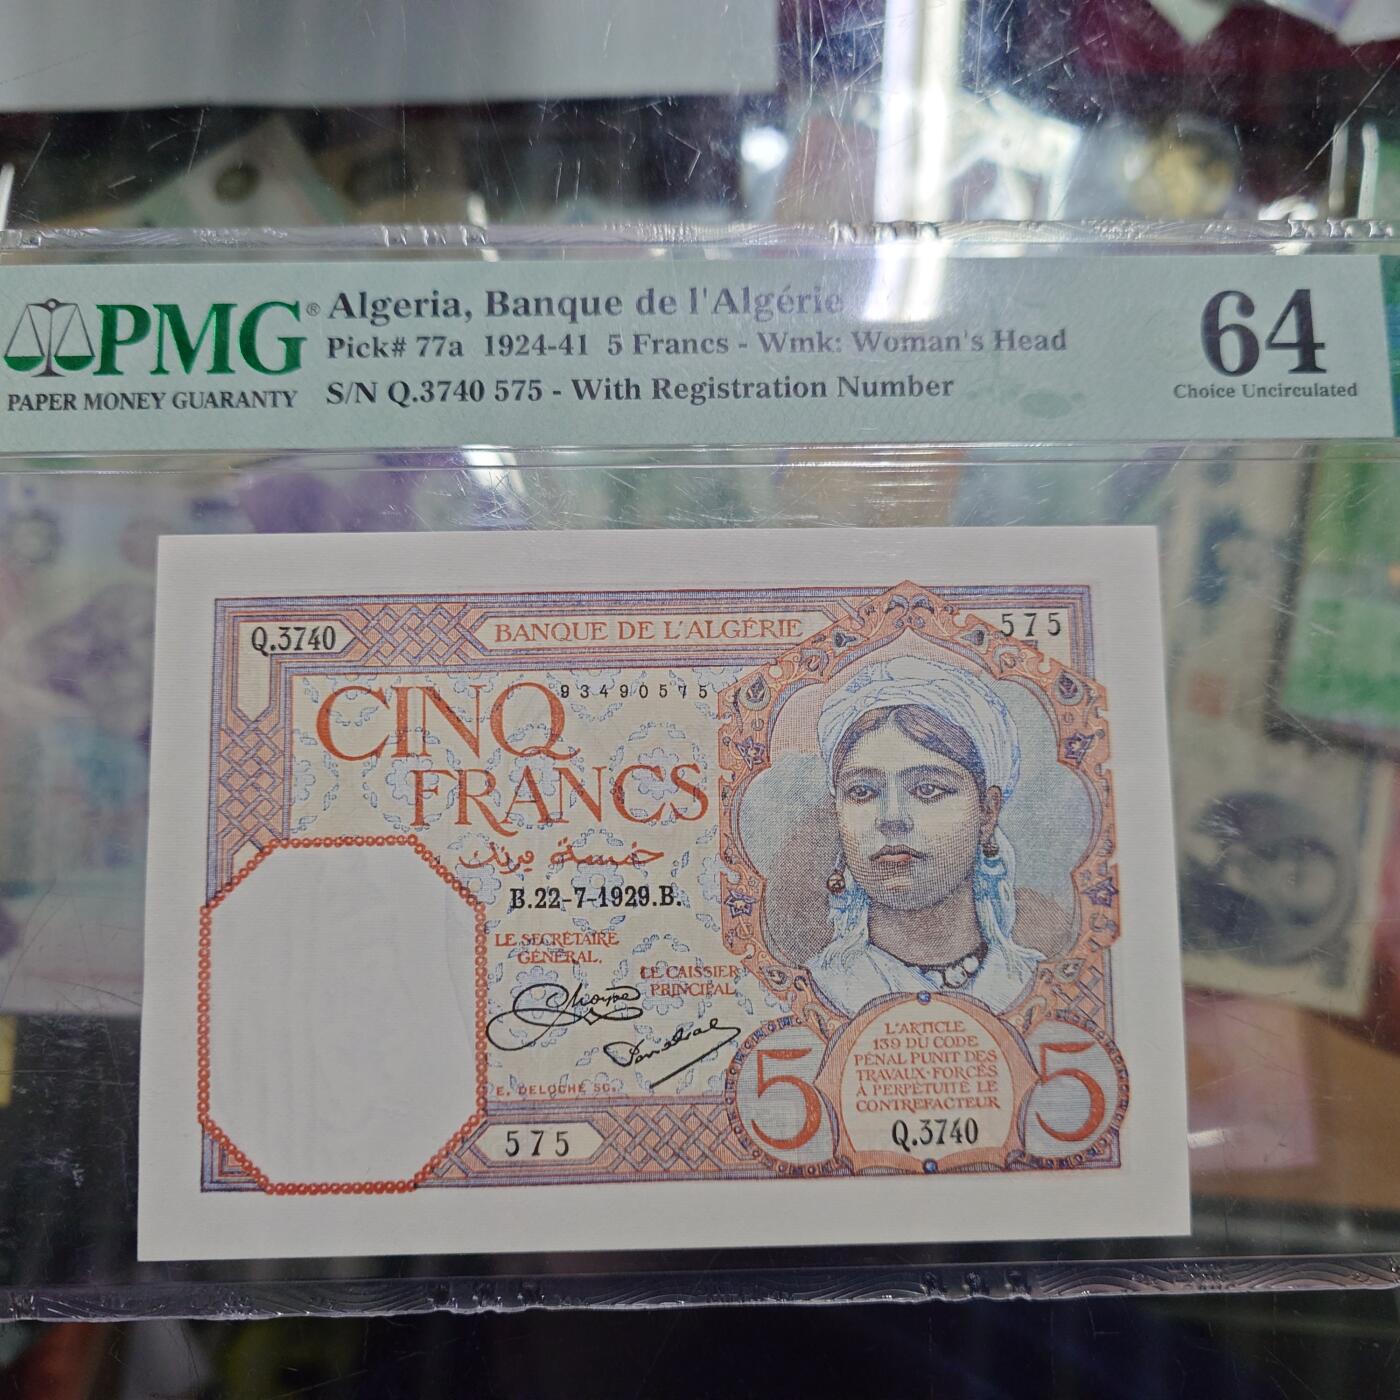 PMG®
PAPER MONEY GUARANTY
Algeria, Banque de l'Algérie
Pick# 77a 1924-41 5 Francs - Wmk: Woman's Head
S/N Q.3740 575 - With Registration Number
64
Choice Uncirculated
Q.3740
BANQUE DE L'ALGÉRIE
575
93490575
CINQ
FRANCS
خمسة فرنك
B.22-7-1929.B.
LE SECRÉTAIRE
GÉNÉRAL,
LE CAISSIER
PRINCIPAL,
E. DELOCHE SC.
575
5
L'ARTICLE
139 DU CODE
PÉNAL PUNIT DES
TRAVAUX-FORCÉS
À PERPÉTUITÉ LE
CONTREFACTEUR
Q.3740
5